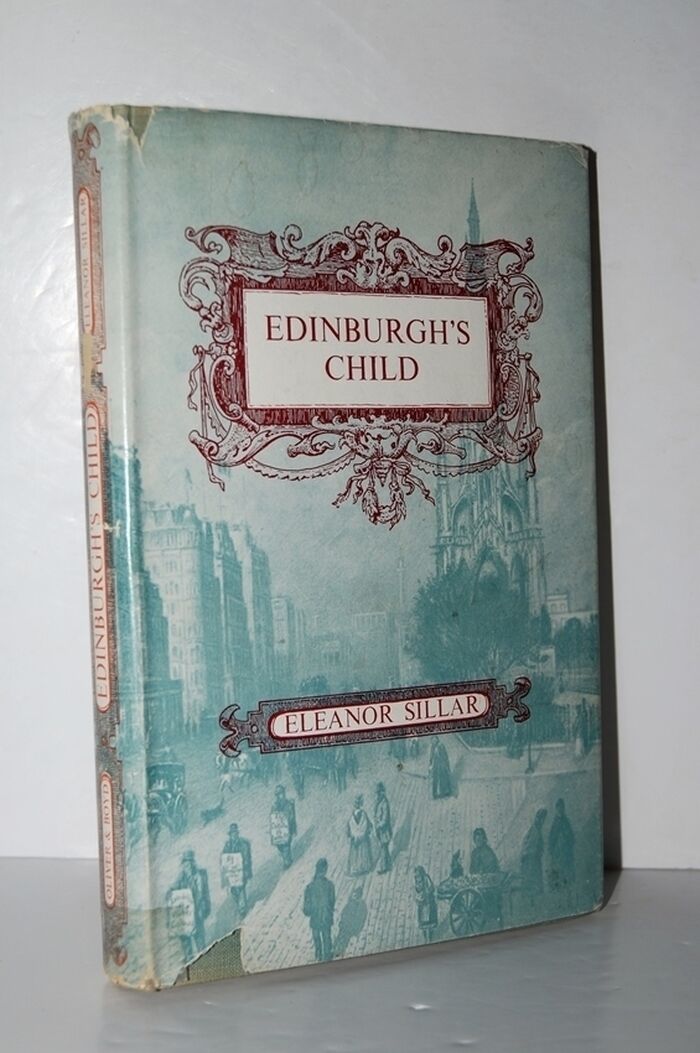 EDINBURGH'S
CHILD
ELEANOR SILLAR
ELEANOR SILLAR
EDINBURGH'S CHILD
OLIVER & BOYD